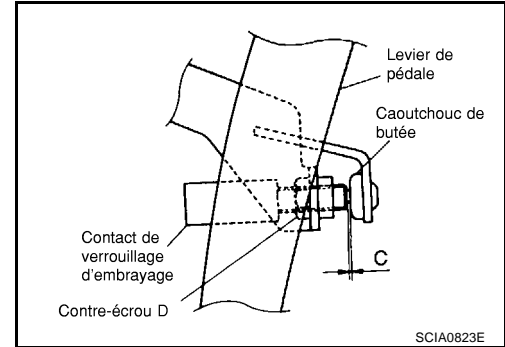 Levier de
pédale
Caoutchouc de
butée
Contact de
verrouillage
d'embrayage
C
Contre-écrou D
SCIA0823E